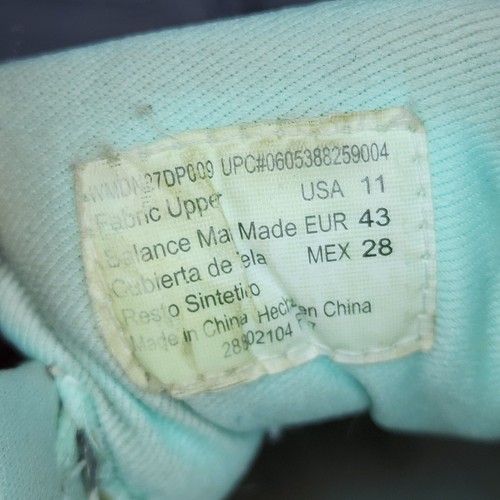 UPC#0605388259004
Fabric Upper USA 11
Balance Man Made EUR 43
Cubierta de tela MEX 28
Resto Sintetico
Made in China Hecho en China